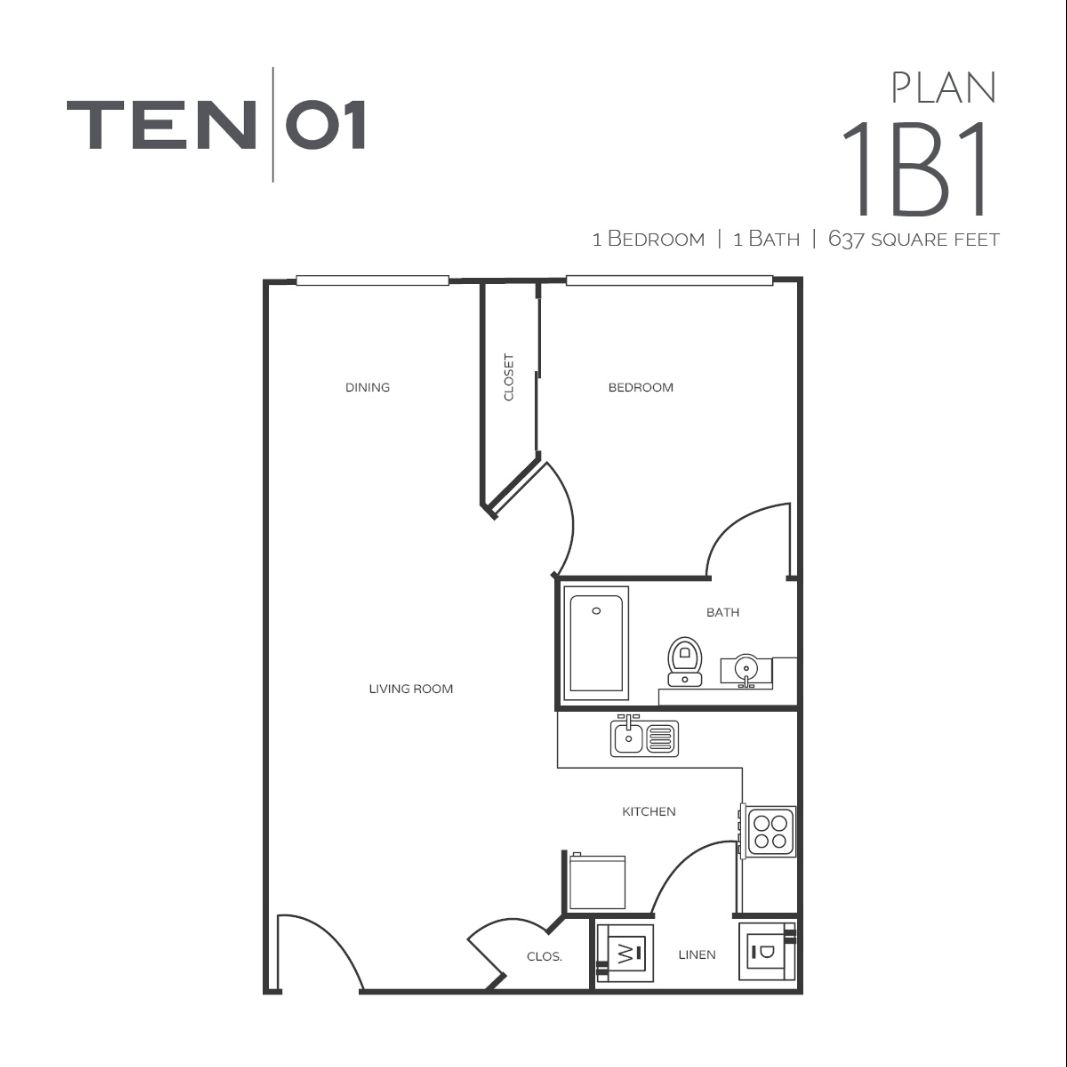 TEN|01
PLAN
1B1
1 BEDROOM | 1 BATH | 637 SQUARE FEET
DINING
CLOSET
BEDROOM
BATH
LIVING ROOM
KITCHEN
CLOS.
W
LINEN
D